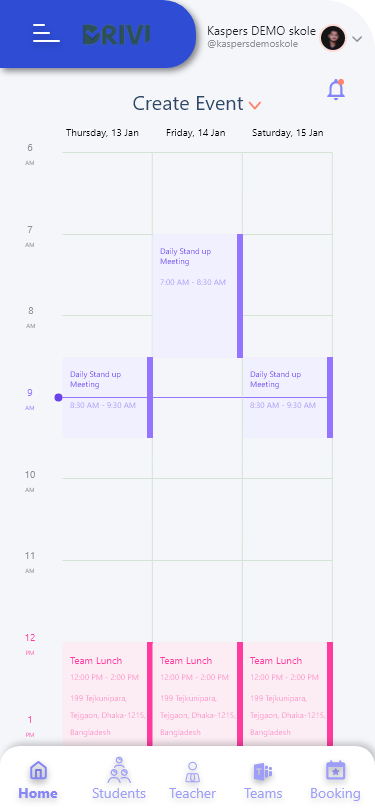 DRIVI
Kaspers DEMO skole
@kaspersdemoskole
Create Event
Thursday, 13 Jan
Friday, 14 Jan
Saturday, 15 Jan
6
AM
7
AM
Daily Stand up
Meeting
7:00 AM - 8:30 AM
8
AM
Daily Stand up
Meeting
8:30 AM - 9:30 AM
Daily Stand up
Meeting
8:30 AM - 9:30 AM
9
AM
10
AM
11
AM
12
PM
Team Lunch
12:00 PM - 2:00 PM
199 Tejkunipara,
Tejgaon, Dhaka-1215,
Bangladesh
Team Lunch
12:00 PM - 2:00 PM
199 Tejkunipara,
Tejgaon, Dhaka-1215,
Bangladesh
Team Lunch
12:00 PM - 2:00 PM
199 Tejkunipara,
Tejgaon, Dhaka-1215,
Bangladesh
1
PM
Home
Students
Teacher
Teams
Booking